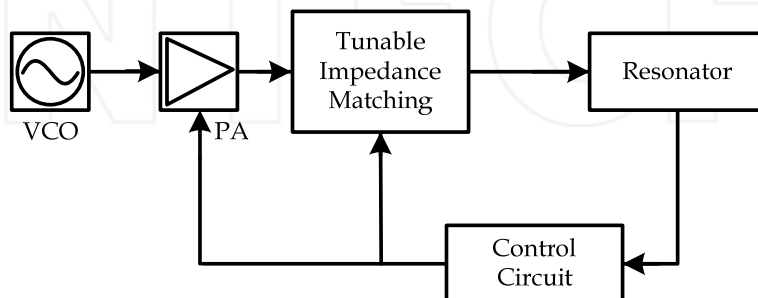 Tunable
Impedance
Matching
Resonator
VCO
PA
Control
Circuit